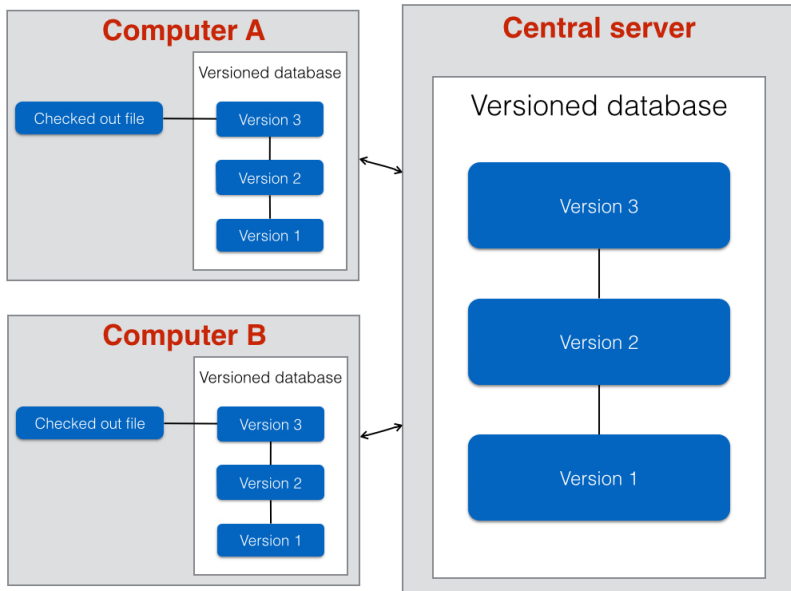 Computer A
Versioned database
Checked out file
Version 3
Version 2
Version 1
Computer B
Versioned database
Checked out file
Version 3
Version 2
Version 1
Central server
Versioned database
Version 3
Version 2
Version 1